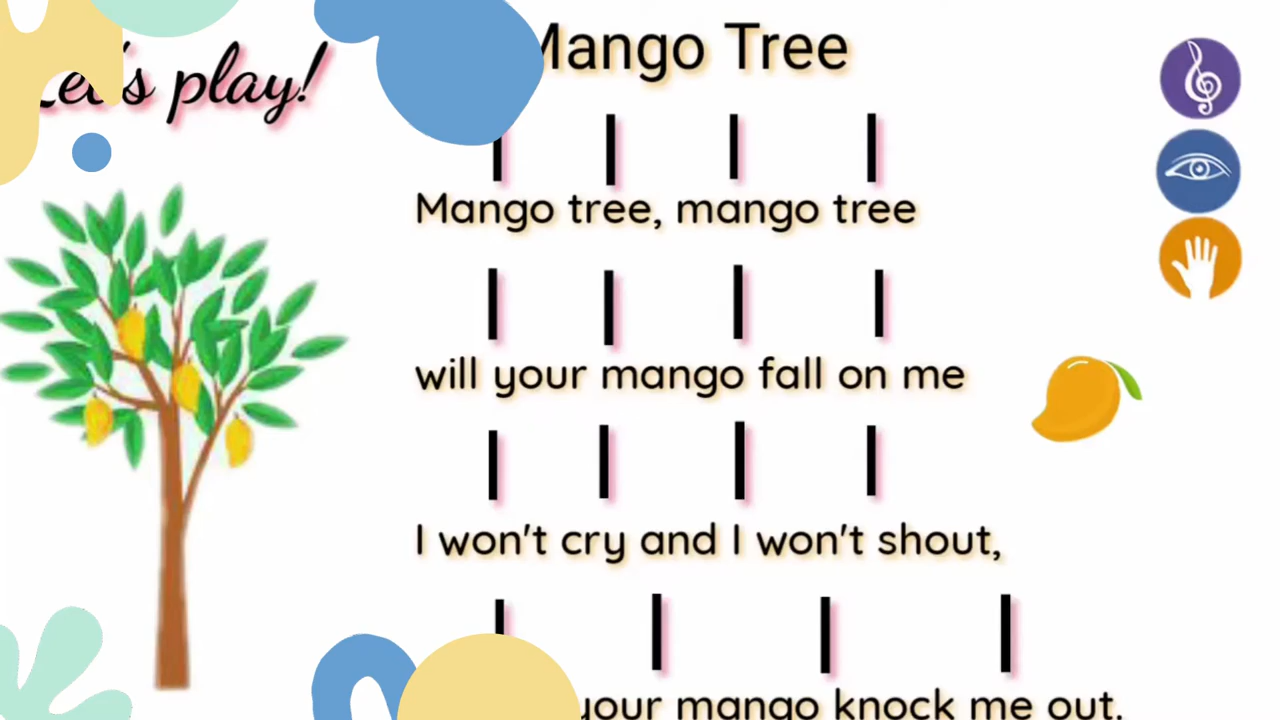 Let's play!
Mango Tree
Mango tree, mango tree
will your mango fall on me
I won't cry and I won't shout,
your mango knock me out.